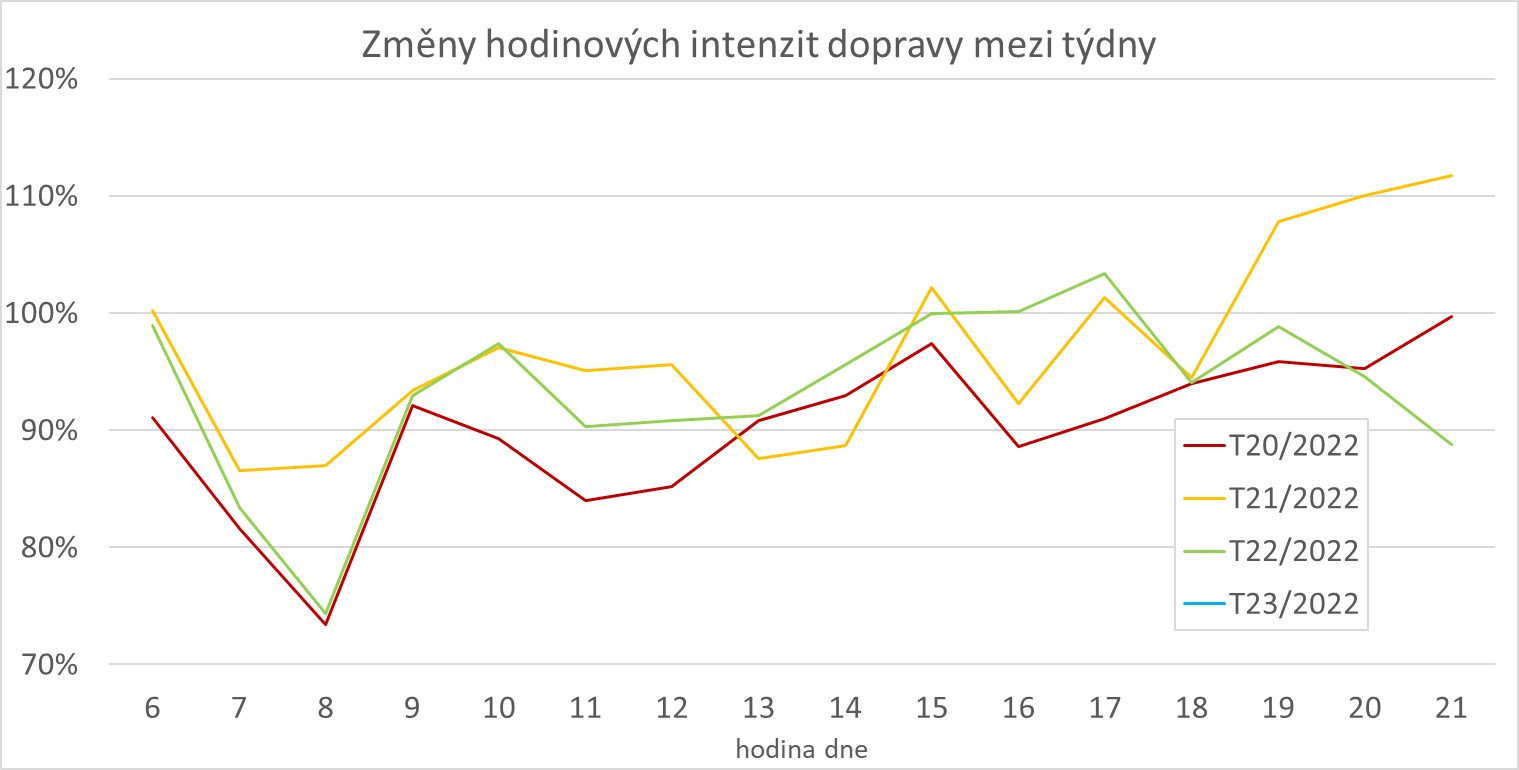 Změny hodinových intenzit dopravy mezi týdny
120%
110%
100%
90%
80%
70%
T20/2022
T21/2022
T22/2022
T23/2022
6 7 8 9 10 11 12 13 14 15 16 17 18 19 20 21
hodina dne